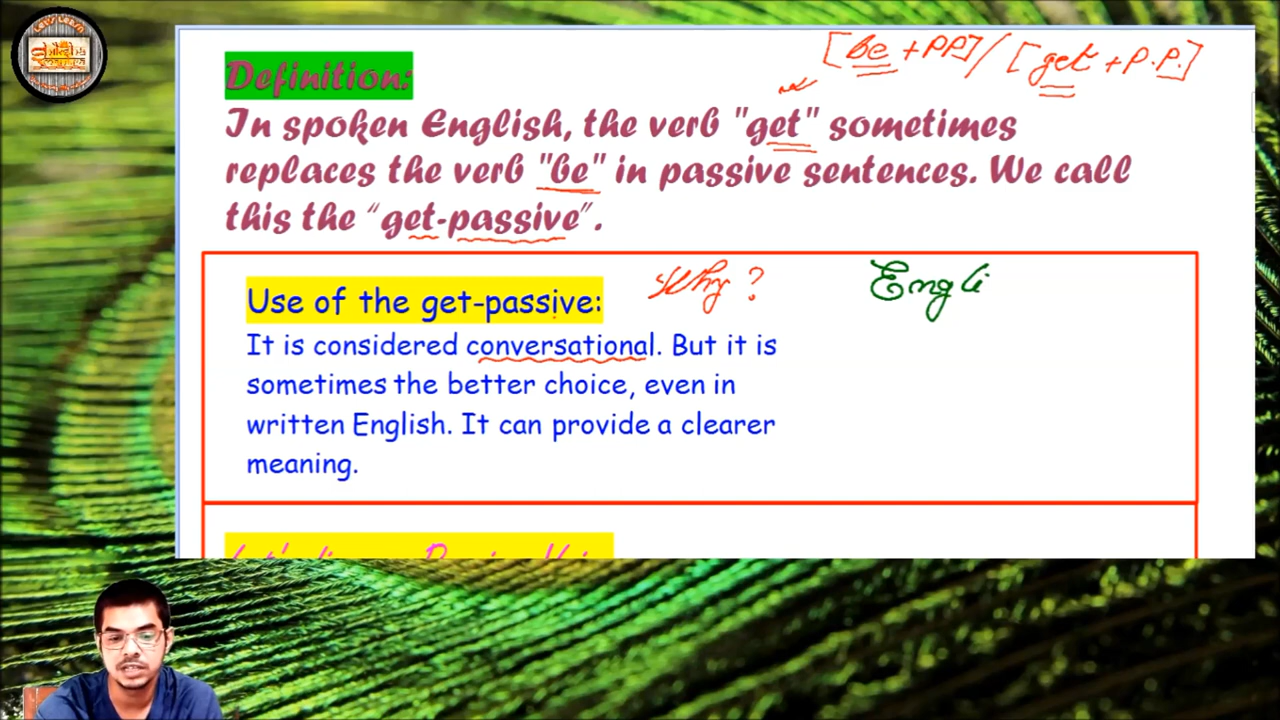 [be + PP] / [get + P.P.]
Definition:
In spoken English, the verb "get" sometimes
replaces the verb "be" in passive sentences. We call
this the “get-passive”.
Use of the get-passive: Why? Engli
It is considered conversational. But it is
sometimes the better choice, even in
written English. It can provide a clearer
meaning.